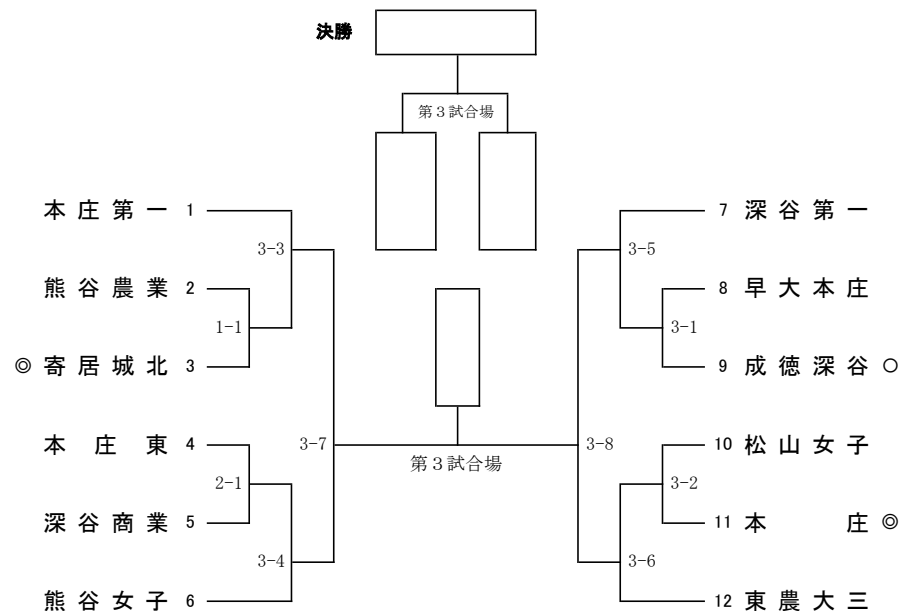 決勝
第３試合場
本庄第一 1
7 深谷第一
3-3
3-5
熊谷農業 2
8 早大本庄
1-1
3-1
◎ 寄居城北 3
9 成徳深谷 ○
本庄東 4
3-7
3-8
10 松山女子
第３試合場
2-1
3-2
深谷商業 5
11 本庄 ◎
3-4
3-6
熊谷女子 6
12 東農大三